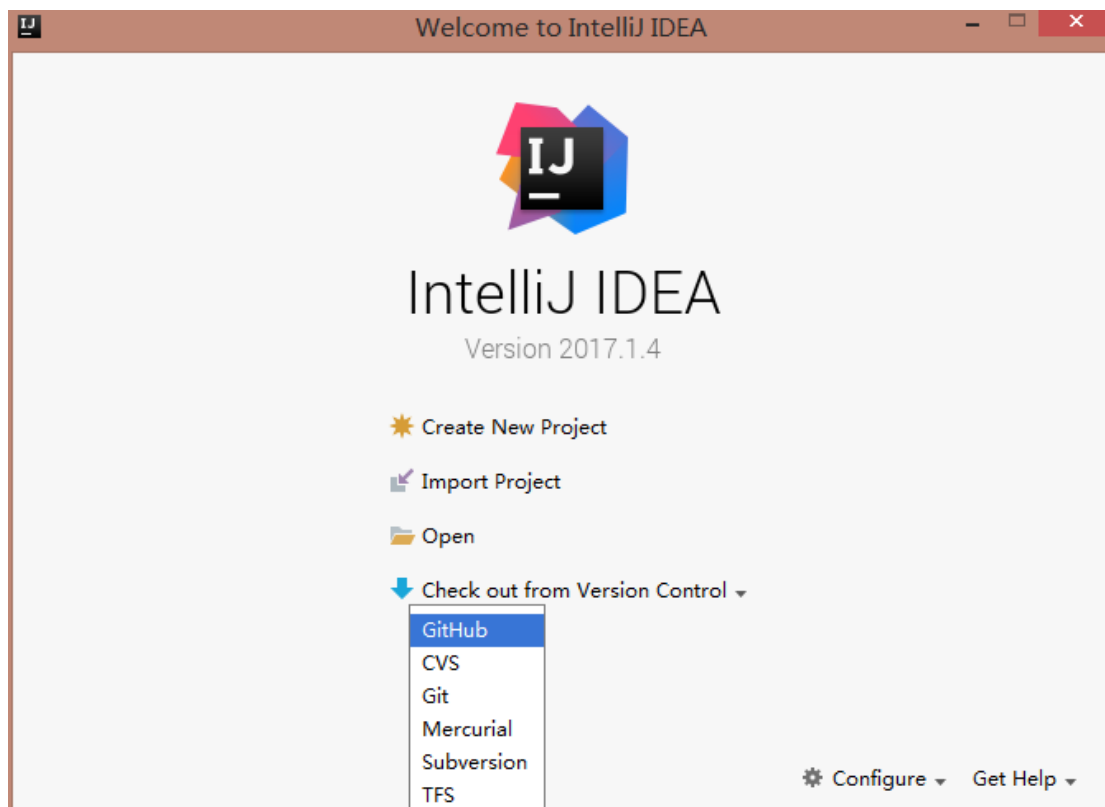 Welcome to IntelliJ IDEA
IJ
IntelliJ IDEA
Version 2017.1.4
Create New Project
Import Project
Open
Check out from Version Control
GitHub
CVS
Git
Mercurial
Subversion
TFS
Configure Get Help